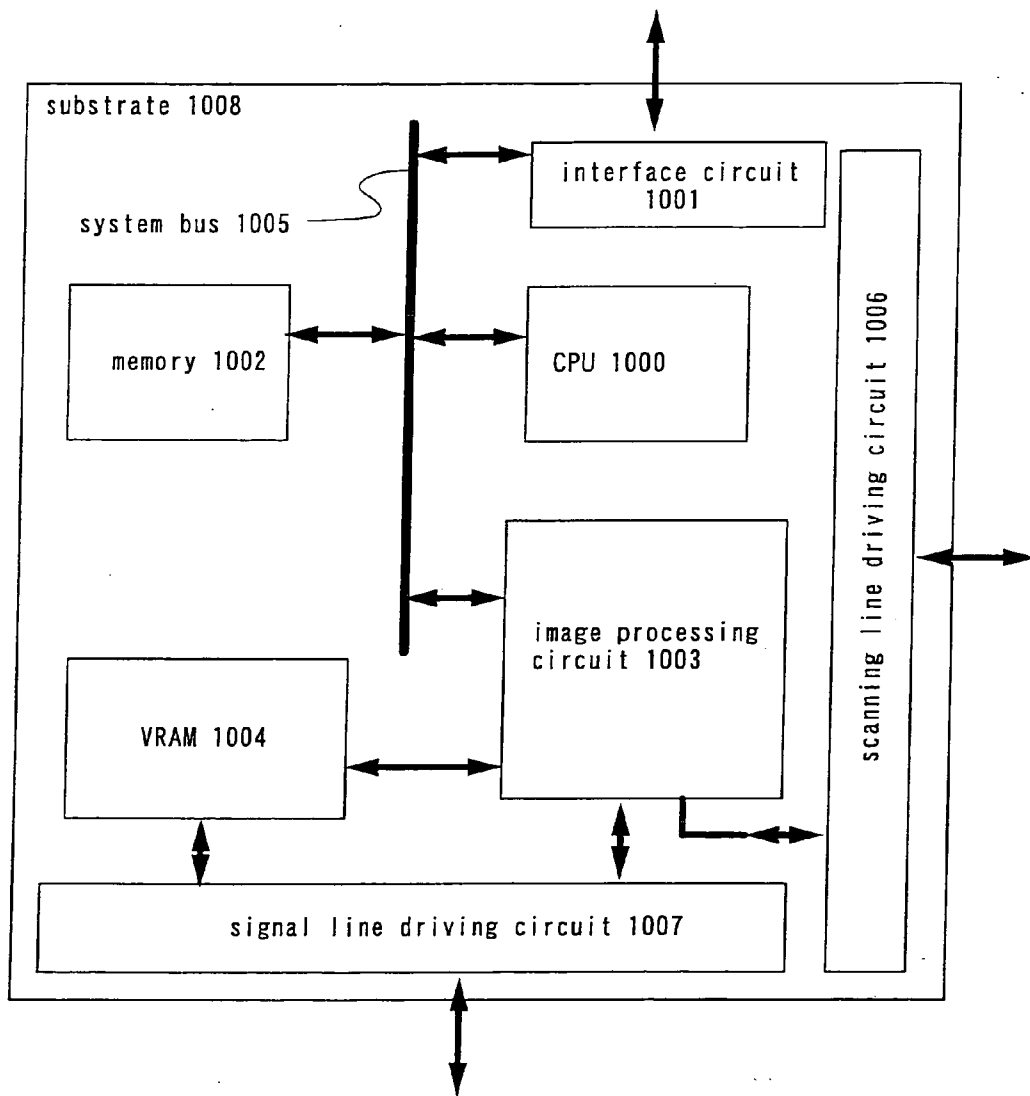 substrate 1008
interface circuit
1001
system bus 1005
memory 1002
CPU 1000
scanning line driving circuit 1006
image processing
circuit 1003
VRAM 1004
signal line driving circuit 1007